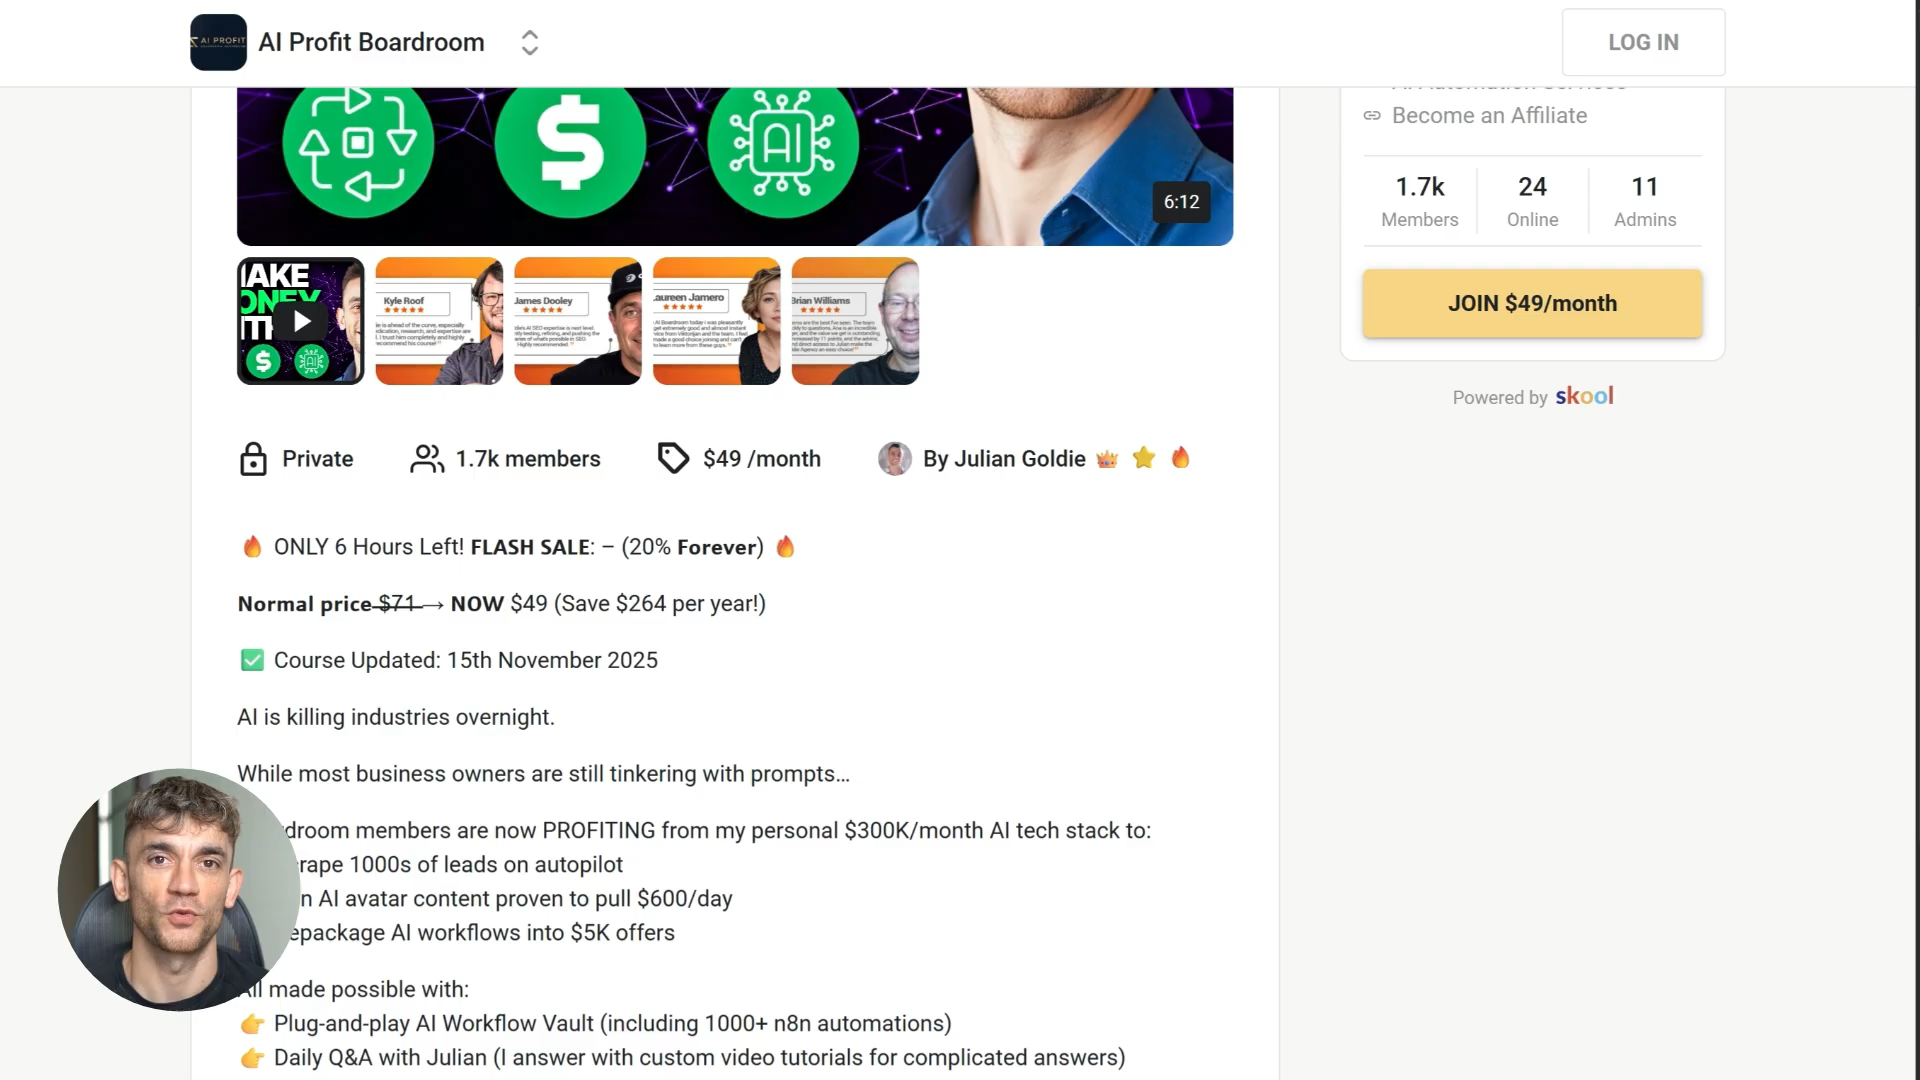 AI PROFIT
AI Profit Boardroom
LOG IN
Become an Affiliate
AI
6:12
1.7k
24
11
Members
Online
Admins
JOIN $49/month
Powered by skool
Kyle Roof
James Dooley
Laureen Jamero
Brian Williams
Private
1.7k members
$49 /month
By Julian Goldie 👑 ⭐ 🔥
🔥 ONLY 6 Hours Left! FLASH SALE: – (20% Forever) 🔥
Normal price $71 → NOW $49 (Save $264 per year!)
✅ Course Updated: 15th November 2025
AI is killing industries overnight.
While most business owners are still tinkering with prompts...
droom members are now PROFITING from my personal $300K/month AI tech stack to:
rape 1000s of leads on autopilot
n AI avatar content proven to pull $600/day
epackage AI workflows into $5K offers
All made possible with:
👉 Plug-and-play AI Workflow Vault (including 1000+ n8n automations)
👉 Daily Q&A with Julian (I answer with custom video tutorials for complicated answers)